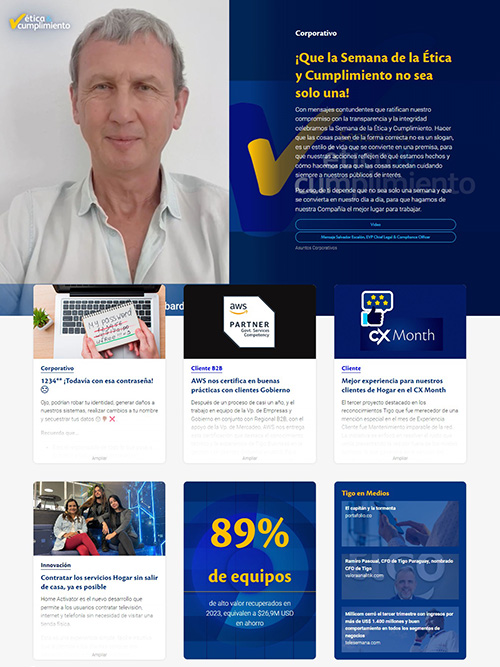 ética
cumplimiento
Corporativo
¡Que la Semana de la Ética
y Cumplimiento no sea
solo una!
Con mensajes contundentes que ratifican nuestro
compromiso con la transparencia y la integridad
celebramos la Semana de la Ética y Cumplimiento. Hacer
que las cosas pasen de la forma correcta no es un slogan,
es un estilo de vida que se convierte en una premisa, para
que nuestras acciones reflejen de qué estamos hechos y
cómo hacemos para que las cosas sucedan cuidando
siempre a nuestros públicos de interés.
Por eso, de ti depende que no sea solo una semana y que
se convierta en nuestro día a día, para que hagamos de
nuestra Compañía el mejor lugar para trabajar.
ética
cumplimiento
Video
Mensaje Salvador Escalón, EVP Chief Legal & Compliance Officer
Asuntos Corporativos
bard
My password
aws
PARTNER
Govt. Services
Competency
CX Month
Corporativo
1234** ¡Todavía con esa contraseña!
Ojo, podrían robar tu identidad, generar daños a
nuestros sistemas, realizar cambios a tu nombre
y secuestrar tus datos
Recuerda que
Ampliar
Cliente B2B
AWS nos certifica en buenas
prácticas con clientes Gobierno
Después de un proceso de casi un año, y el
trabajo en equipo de la Vp. de Empresas y
Gobierno en conjunto con Regional B2B, con el
apoyo de la Vp. de Mercadeo, AWS nos entrega
Ampliar
Cliente
Mejor experiencia para nuestros
clientes de Hogar en el CX Month
El tercer proyecto destacado en los
reconocimientos Tigo que fue merecedor de una
mención especial en el mes de Experiencia
Cliente fue Mantenimiento imparable de la red
Ampliar
Innovación
Contratar los servicios Hogar sin salir
de casa, ya es posible
Home Activator es el nuevo desarrollo que
permite a los usuarios contratar televisión,
internet y telefonía sin necesidad de visitar una
tienda física.
Ampliar
89%
de equipos
de alto valor recuperados en
2023, equivalen a $26,9M USD
en ahorro
Tigo en Medios
El capitán y la tormenta
portafolio.co
Ramiro Pascual, CFO de Tigo Paraguay, nombrado
CFO de Tigo
valoraanalitik.com
Millicom cerró el tercer trimestre con ingresos por
más de US$ 1.400 millones y buen
comportamiento en todos los segmentos de
negocios
telesemana.com